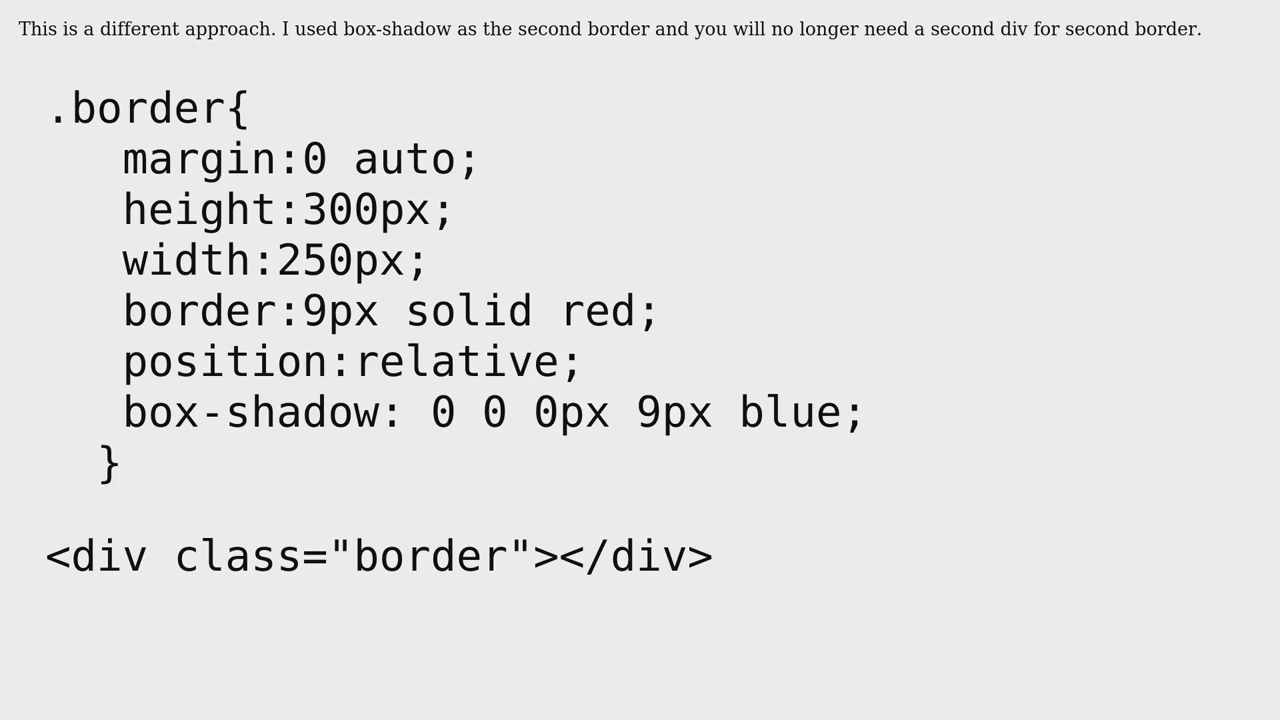 This is a different approach. I used box-shadow as the second border and you will no longer need a second div for second border.
.border{
margin:0 auto;
height:300px;
width:250px;
border:9px solid red;
position:relative;
box-shadow: 0 0 0px 9px blue;
}
<div class="border"></div>